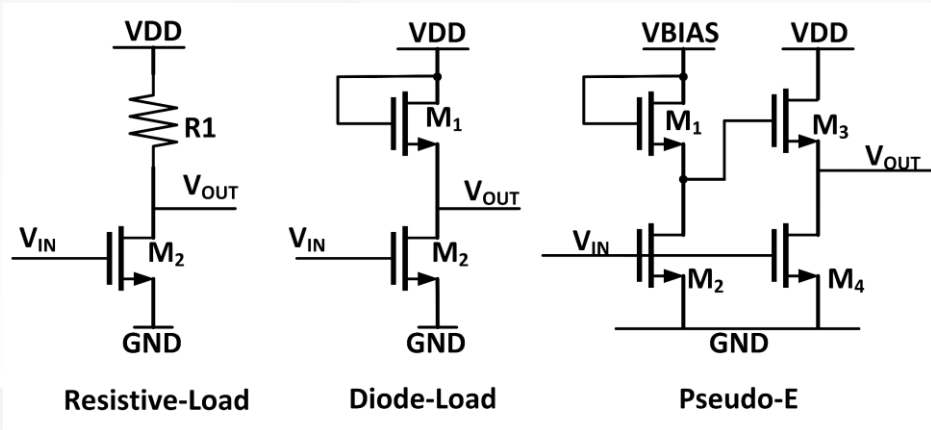 VDD
R1
VOUT
VIN
M2
GND
Resistive-Load
VDD
M1
VOUT
VIN
M2
GND
Diode-Load
VBIAS
VDD
M1
M3
VOUT
VIN
M2
M4
GND
Pseudo-E